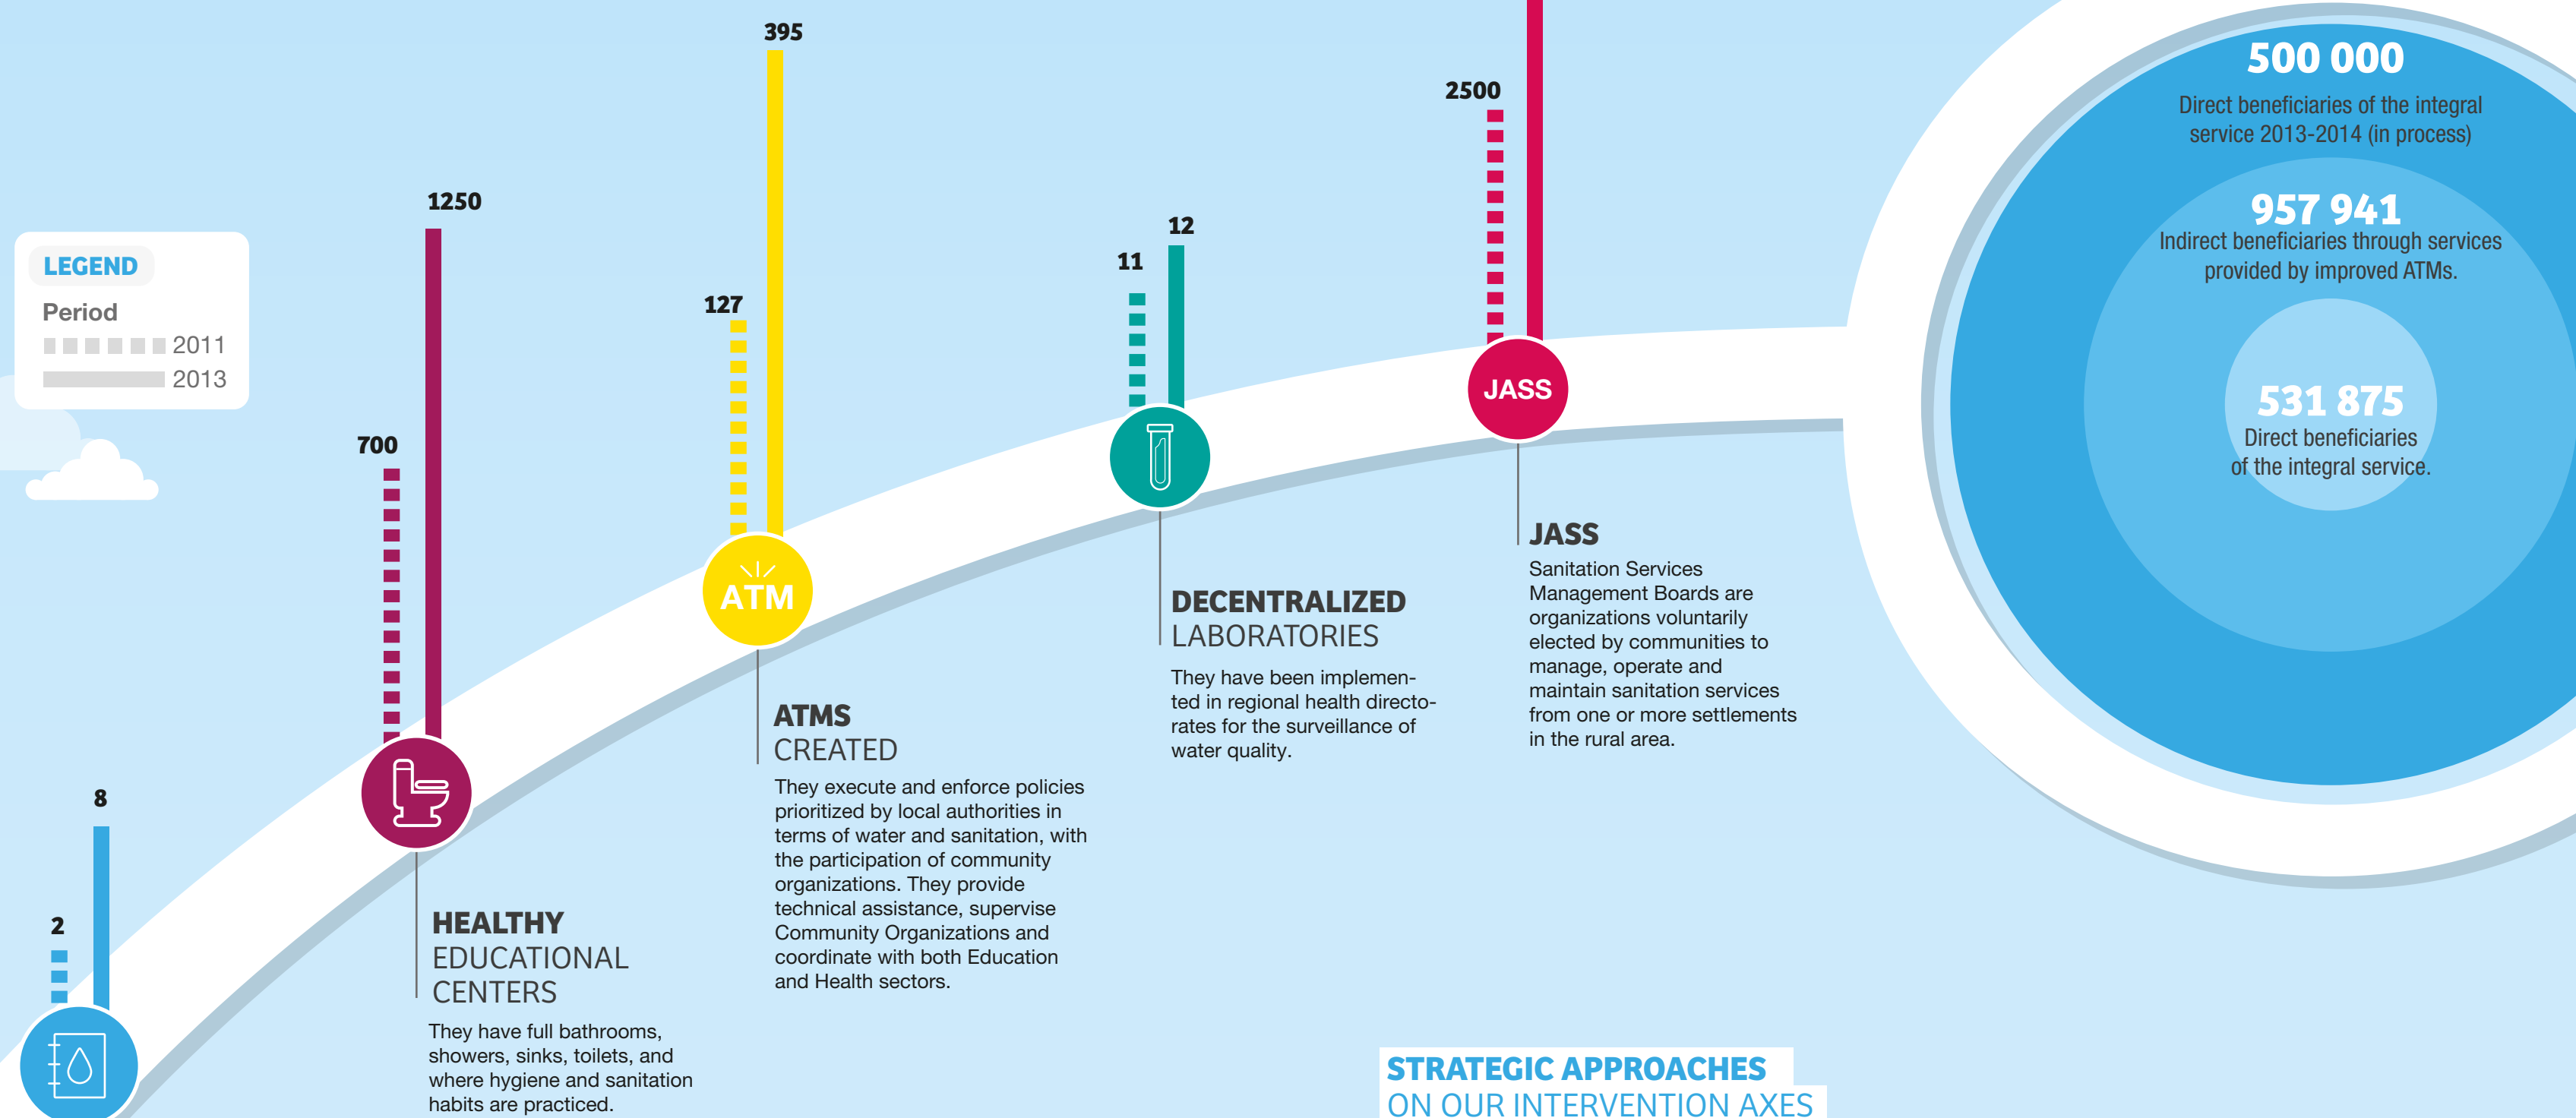 LEGEND
Period
2011
2013
2
8
700
1250
HEALTHY
EDUCATIONAL
CENTERS
They have full bathrooms,
showers, sinks, toilets, and
where hygiene and sanitation
habits are practiced.
127
395
ATM
ATMS
CREATED
They execute and enforce policies
prioritized by local authorities in
terms of water and sanitation, with
the participation of community
organizations. They provide
technical assistance, supervise
Community Organizations and
coordinate with both Education
and Health sectors.
11
12
DECENTRALIZED
LABORATORIES
They have been implemen-
ted in regional health directo-
rates for the surveillance of
water quality.
2500
JASS
JASS
Sanitation Services
Management Boards are
organizations voluntarily
elected by communities to
manage, operate and
maintain sanitation services
from one or more settlements
in the rural area.
500 000
Direct beneficiaries of the integral
service 2013-2014 (in process)
957 941
Indirect beneficiaries through services
provided by improved ATMs.
531 875
Direct beneficiaries
of the integral service.
STRATEGIC APPROACHES
ON OUR INTERVENTION AXES